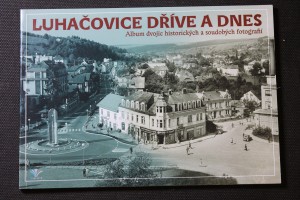 LUHAČOVICE DŘÍVE A DNES
Album dvojic historických a soudobých fotografií